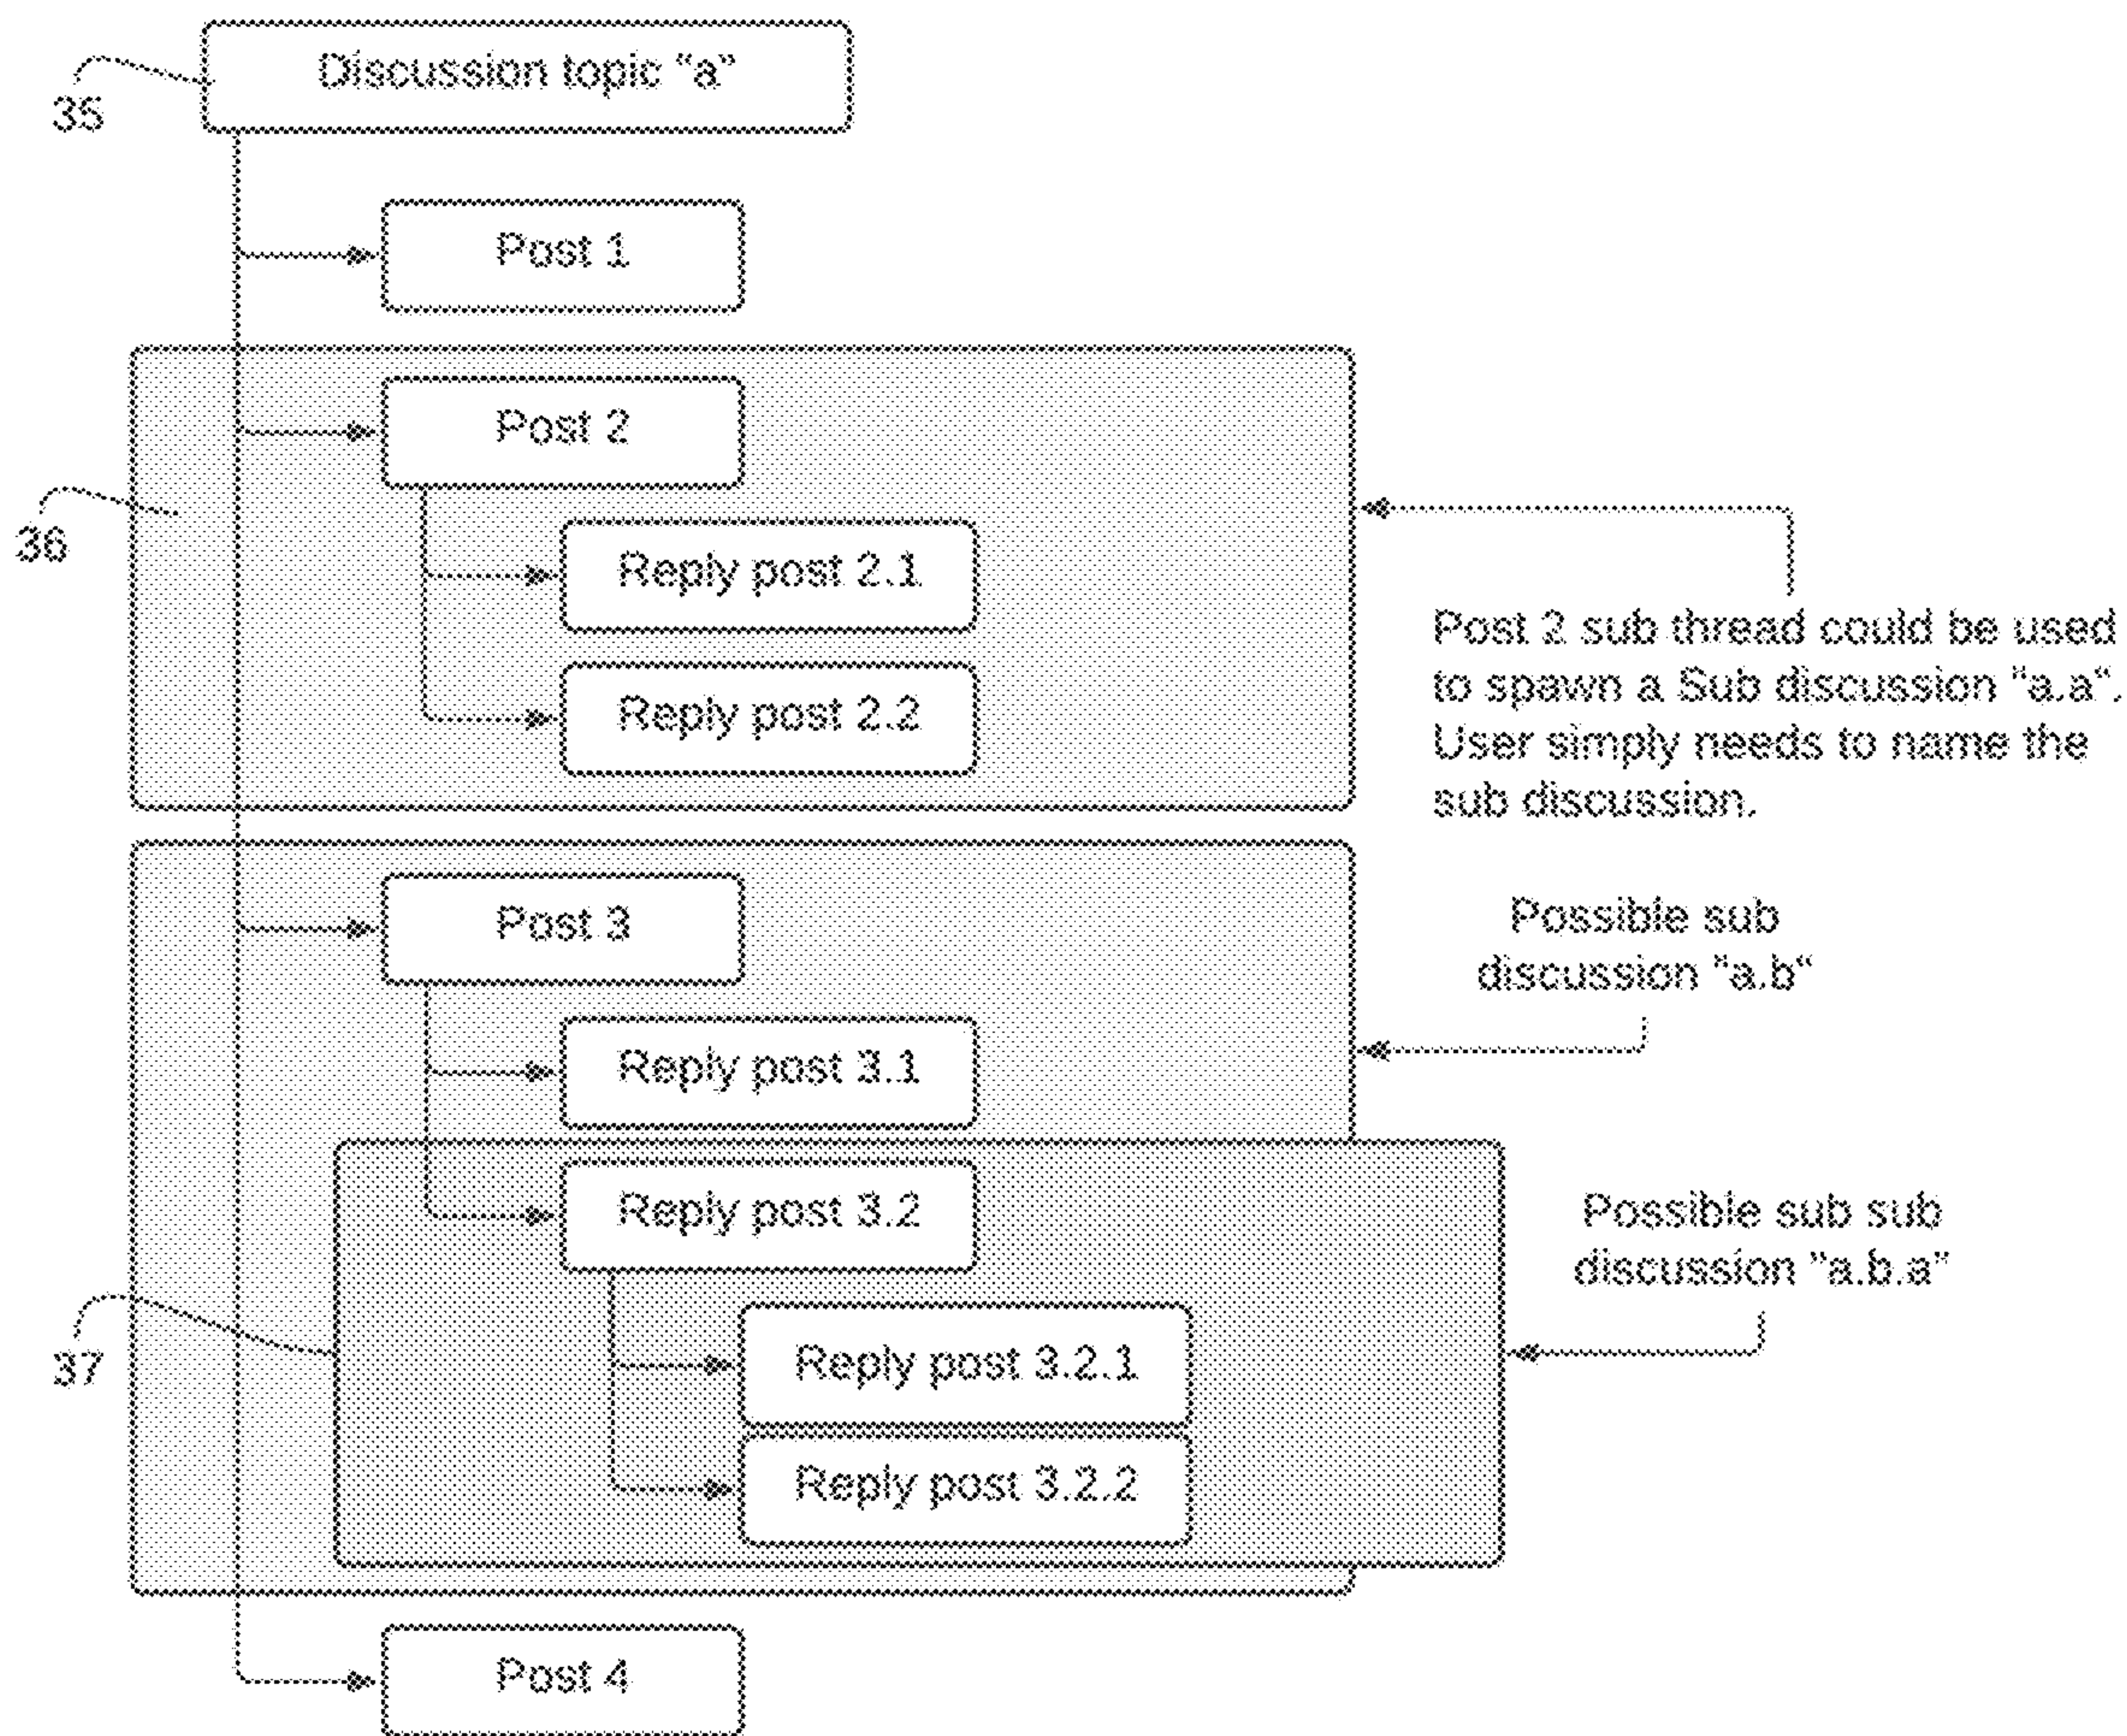 Discussion topic "a"
35
Post 1
Post 2
36
Reply post 2.1
Reply post 2.2
Post 2 sub thread could be used
to spawn a Sub discussion "a.a".
User simply needs to name the
sub discussion.
Post 3
Possible sub
discussion "a.b"
Reply post 3.1
Reply post 3.2
Possible sub sub
discussion "a.b.a"
37
Reply post 3.2.1
Reply post 3.2.2
Post 4